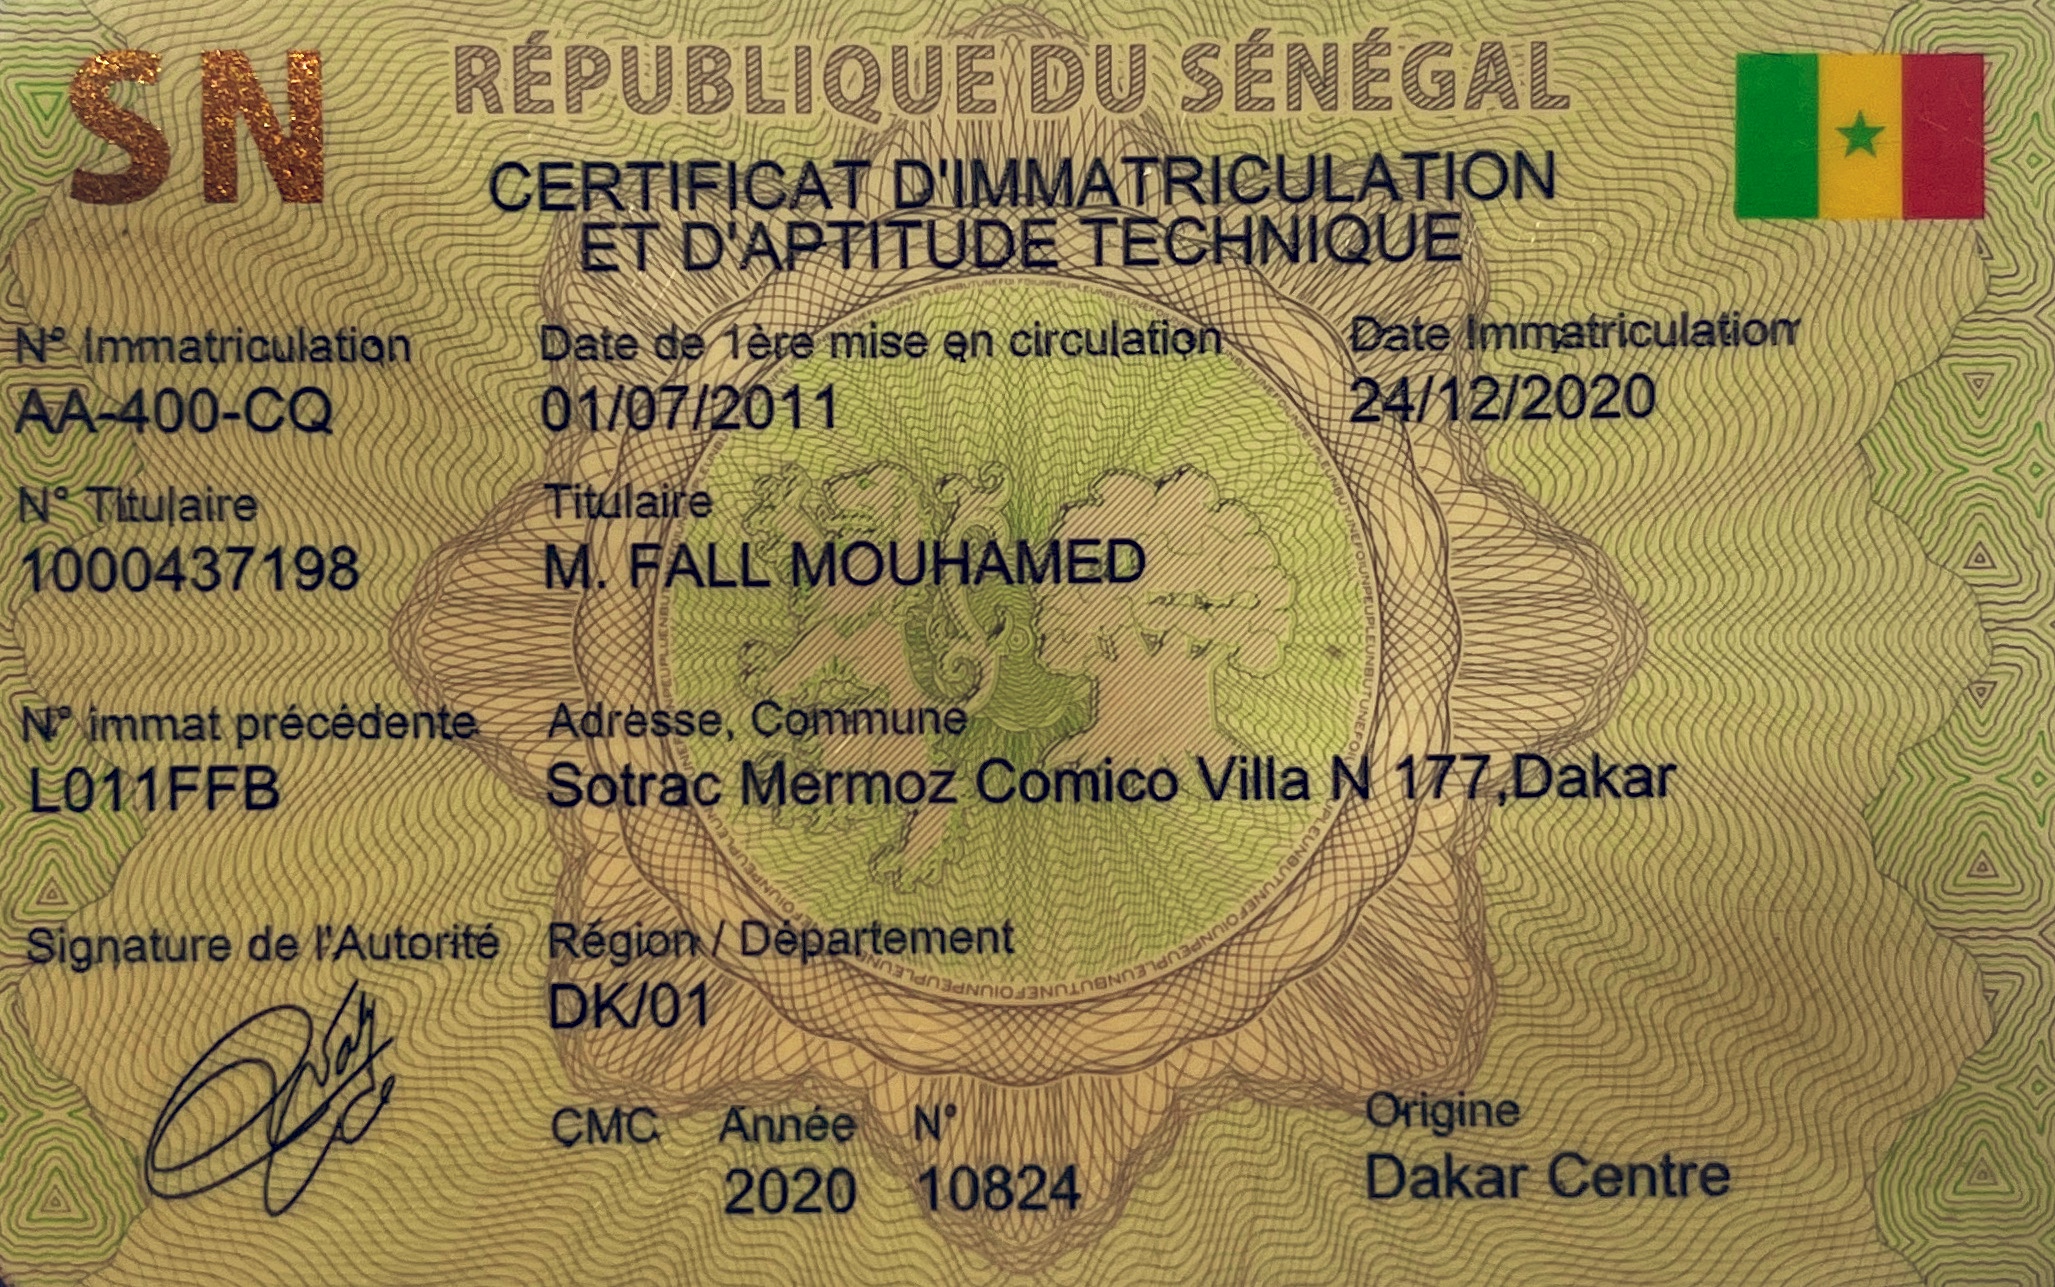 SN
RÉPUBLIQUE DU SÉNÉGAL
CERTIFICAT D'IMMATRICULATION
ET D'APTITUDE TECHNIQUE
N° Immatriculation Date de 1ère mise en circulation Date Immatriculation
AA-400-CQ 01/07/2011 24/12/2020
N° Titulaire Titulaire
1000437198 M. FALL MOUHAMED
N° immat précédente Adresse, Commune
L011FFB Sotrac Mermoz Comico Villa N 177,Dakar
Signature de l'Autorité Région / Département
DK/01
CMC Année N° Origine
2020 10824 Dakar Centre